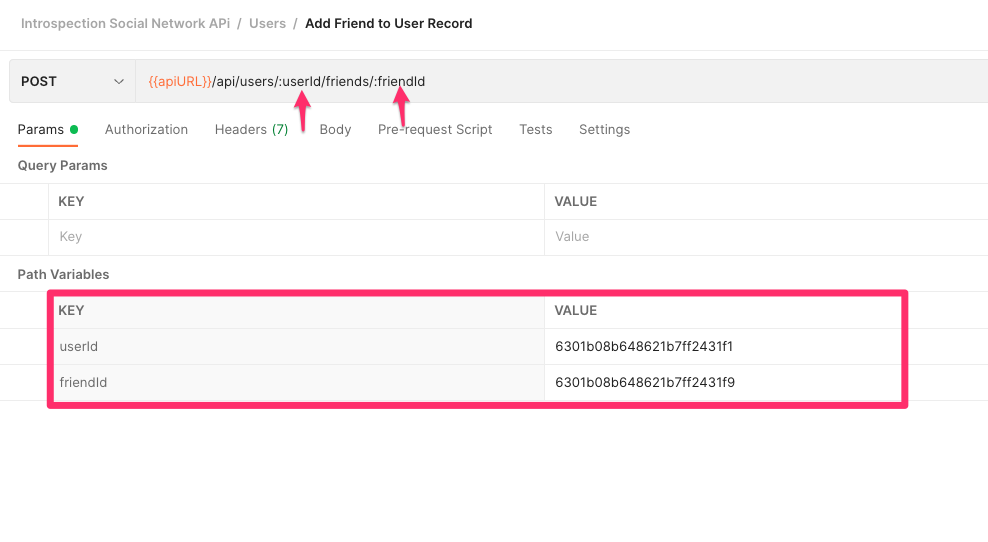 Introspection Social Network APi / Users / Add Friend to User Record
POST {{apiURL}}/api/users/:userId/friends/:friendId
Params Authorization Headers (7) Body Pre-request Script Tests Settings
Query Params
KEY VALUE
Key Value
Path Variables
KEY VALUE
userId 6301b08b648621b7ff2431f1
friendId 6301b08b648621b7ff2431f9